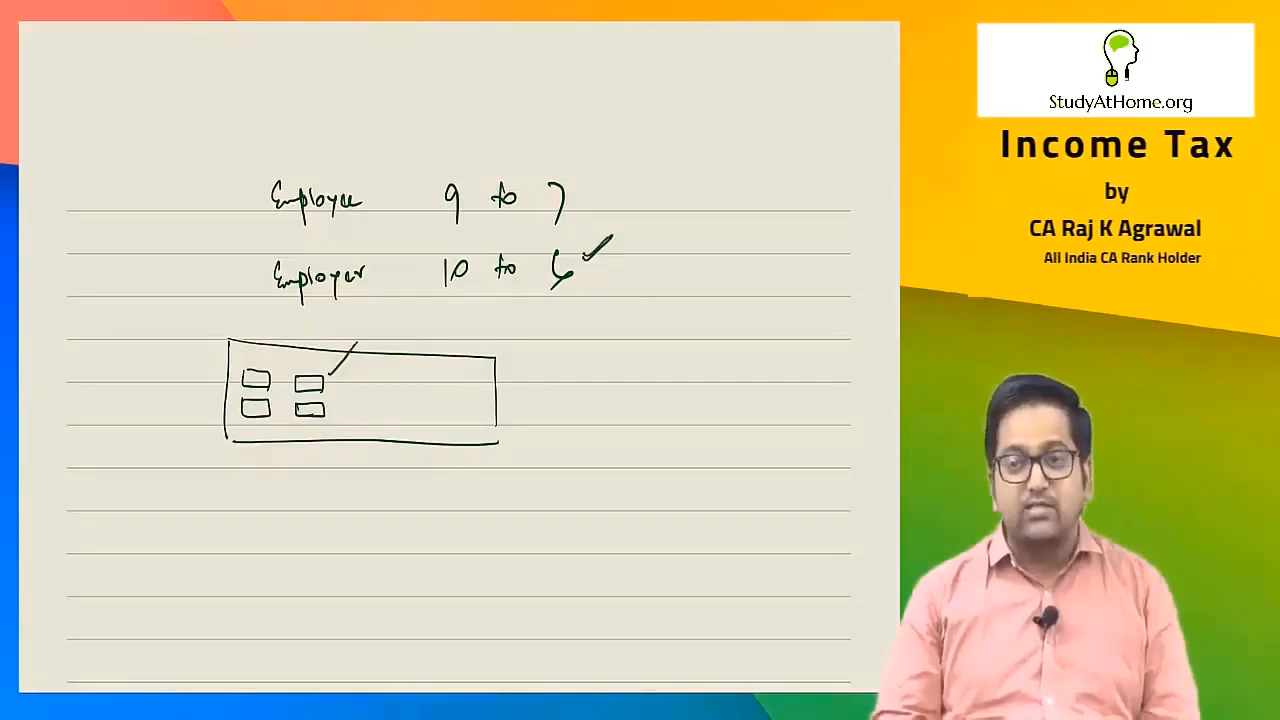 Employee 9 to 7
Employer 10 to 6
StudyAtHome.org
Income Tax
by
CA Raj K Agrawal
All India CA Rank Holder